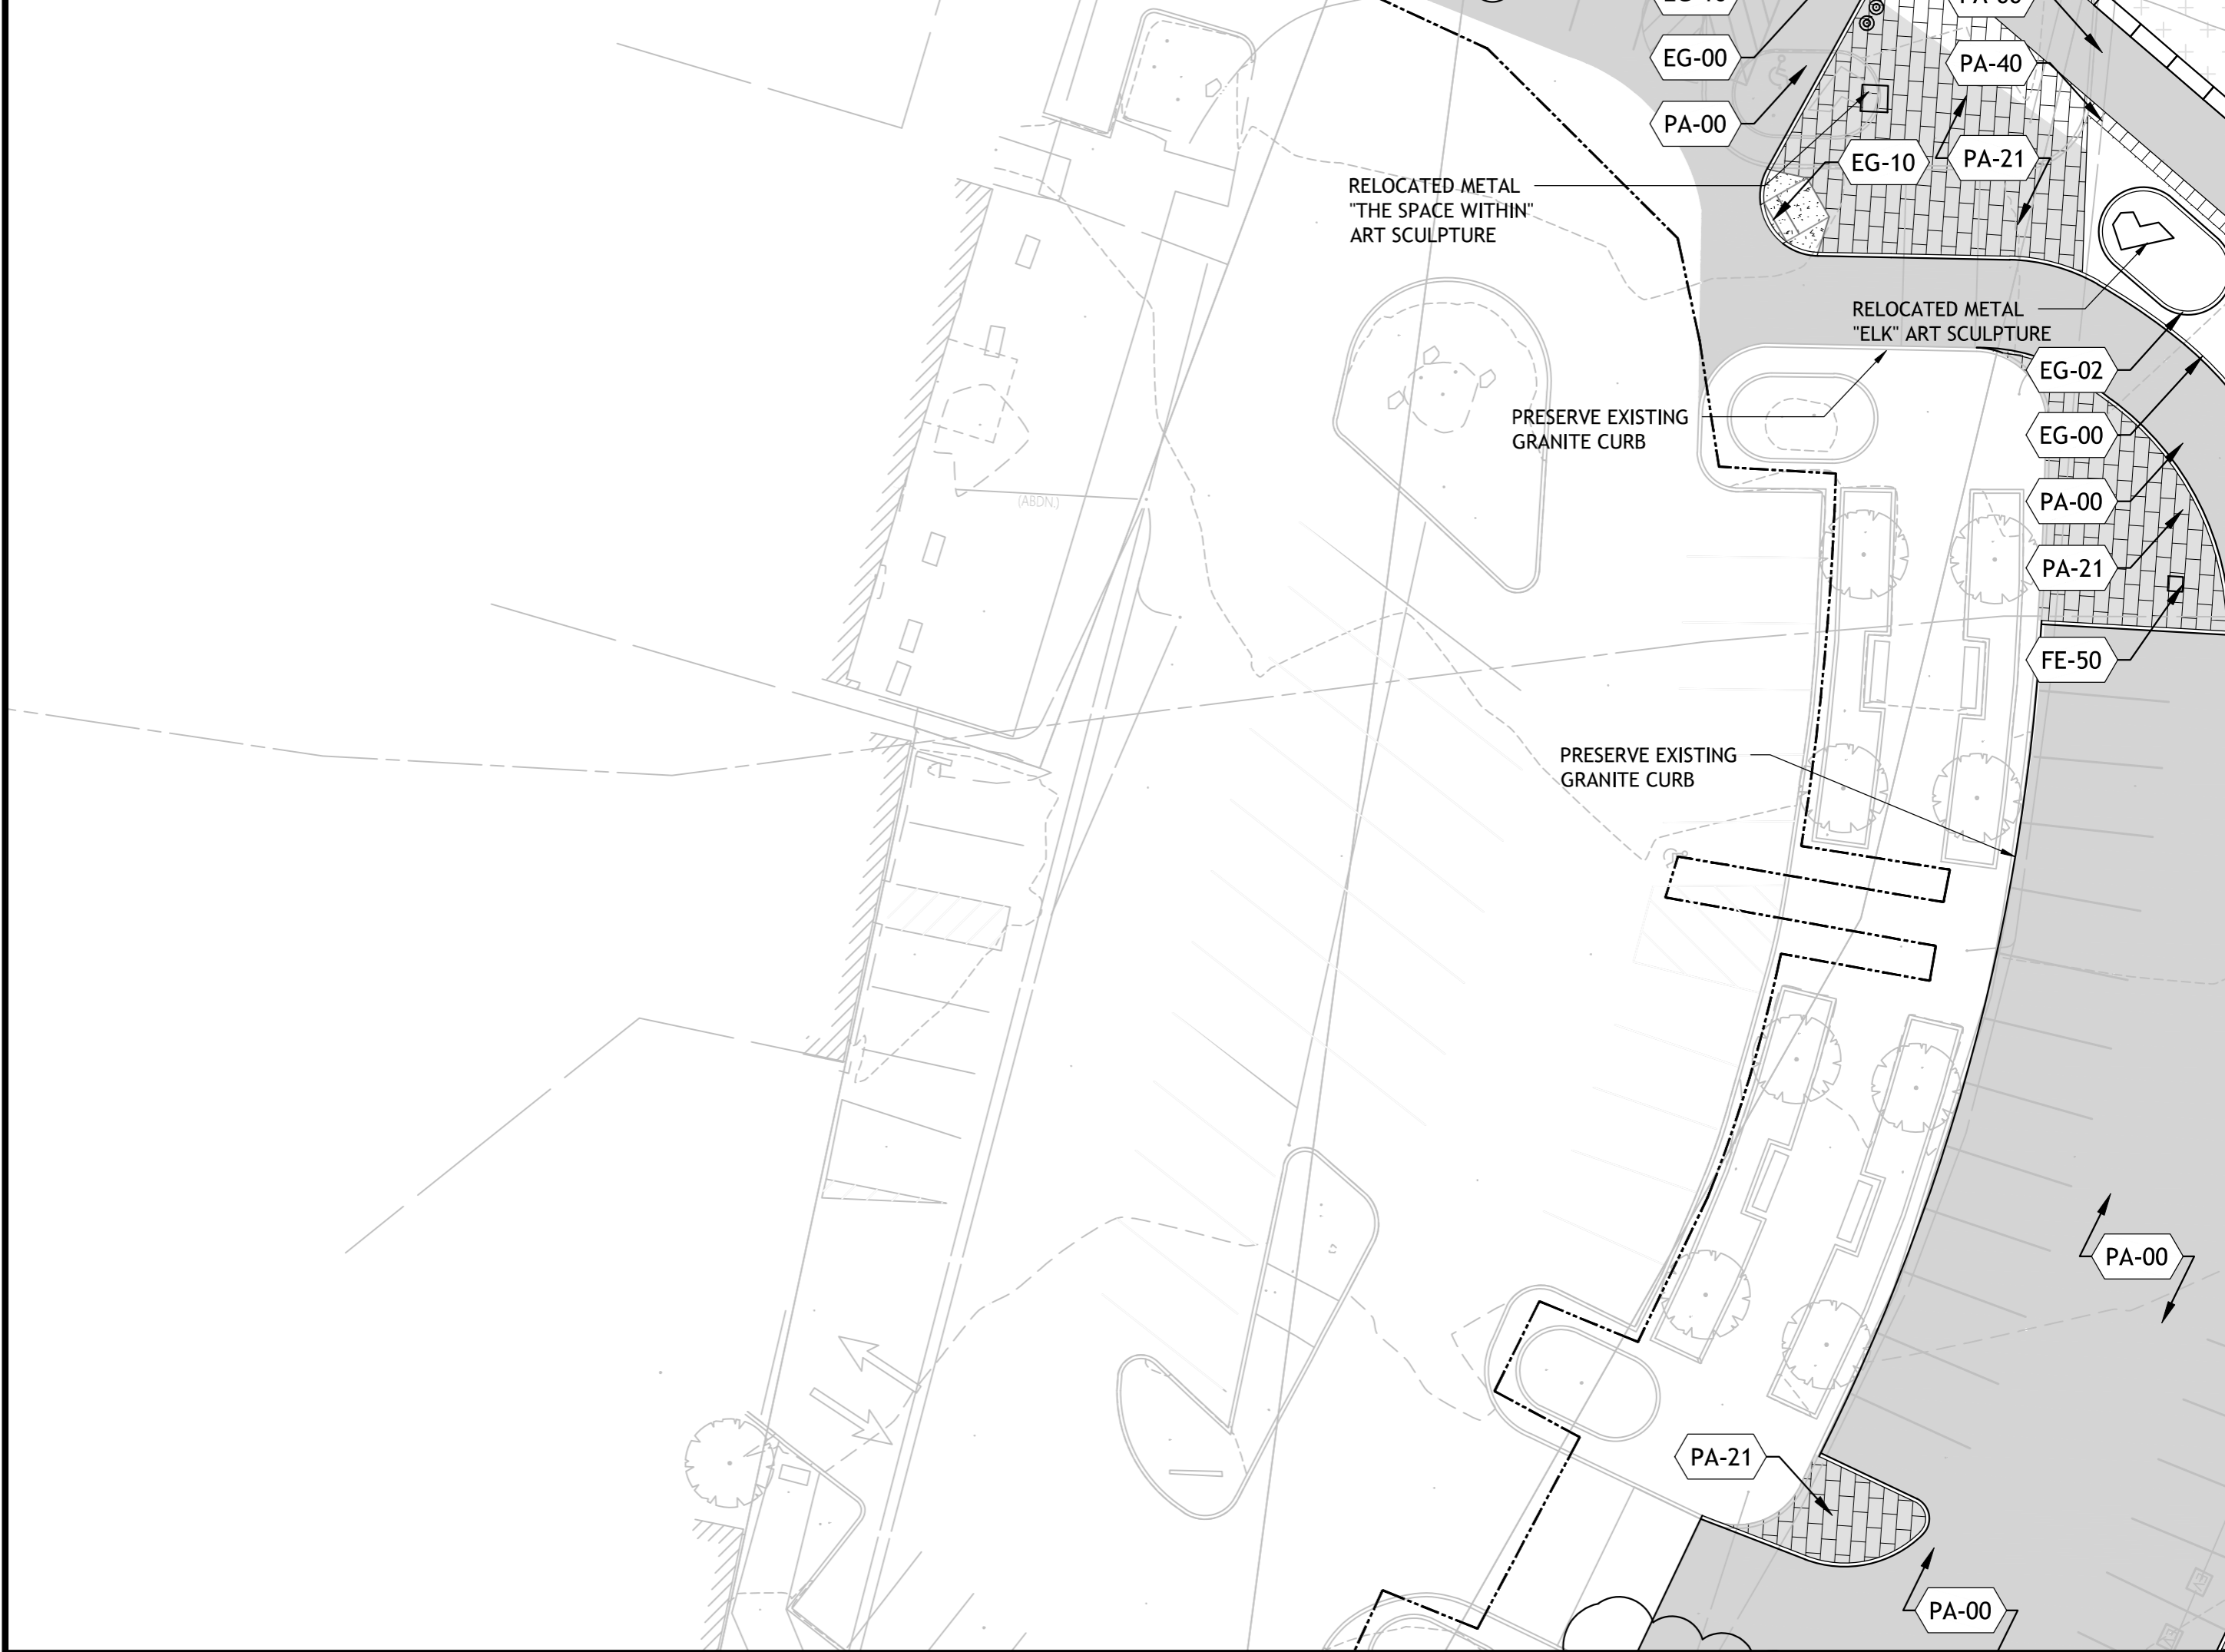 EG-00
PA-40
PA-00
EG-10
PA-21
RELOCATED METAL
"THE SPACE WITHIN"
ART SCULPTURE
RELOCATED METAL
"ELK" ART SCULPTURE
EG-02
PRESERVE EXISTING
GRANITE CURB
EG-00
(ABDN.)
PA-00
PA-21
FE-50
PRESERVE EXISTING
GRANITE CURB
PA-00
PA-21
PA-00